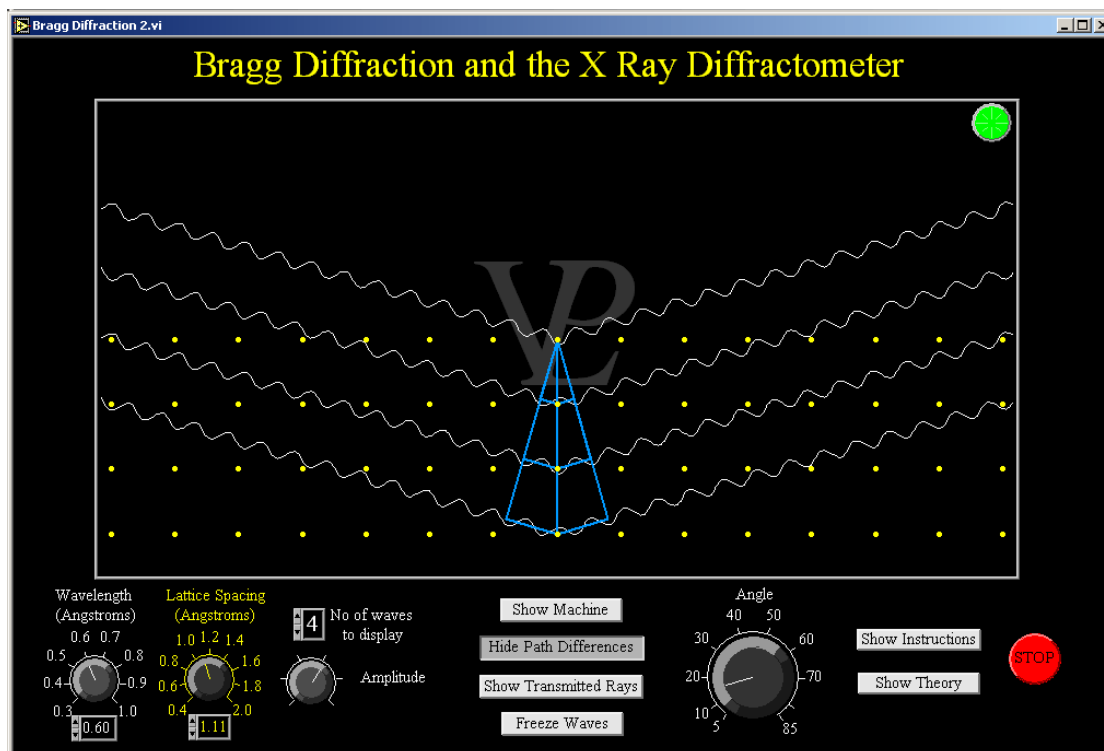 Bragg Diffraction 2.vi
Bragg Diffraction and the X Ray Diffractometer
VPL
Wavelength
(Angstroms)
0.3
0.4
0.5
0.6
0.7
0.8
0.9
1.0
0.60
Lattice Spacing
(Angstroms)
0.4
0.6
0.8
1.0
1.2
1.4
1.6
1.8
2.0
1.11
4
No of waves
to display
Amplitude
Show Machine
Hide Path Differences
Show Transmitted Rays
Freeze Waves
Angle
5
10
20
30
40
50
60
70
85
Show Instructions
Show Theory
STOP